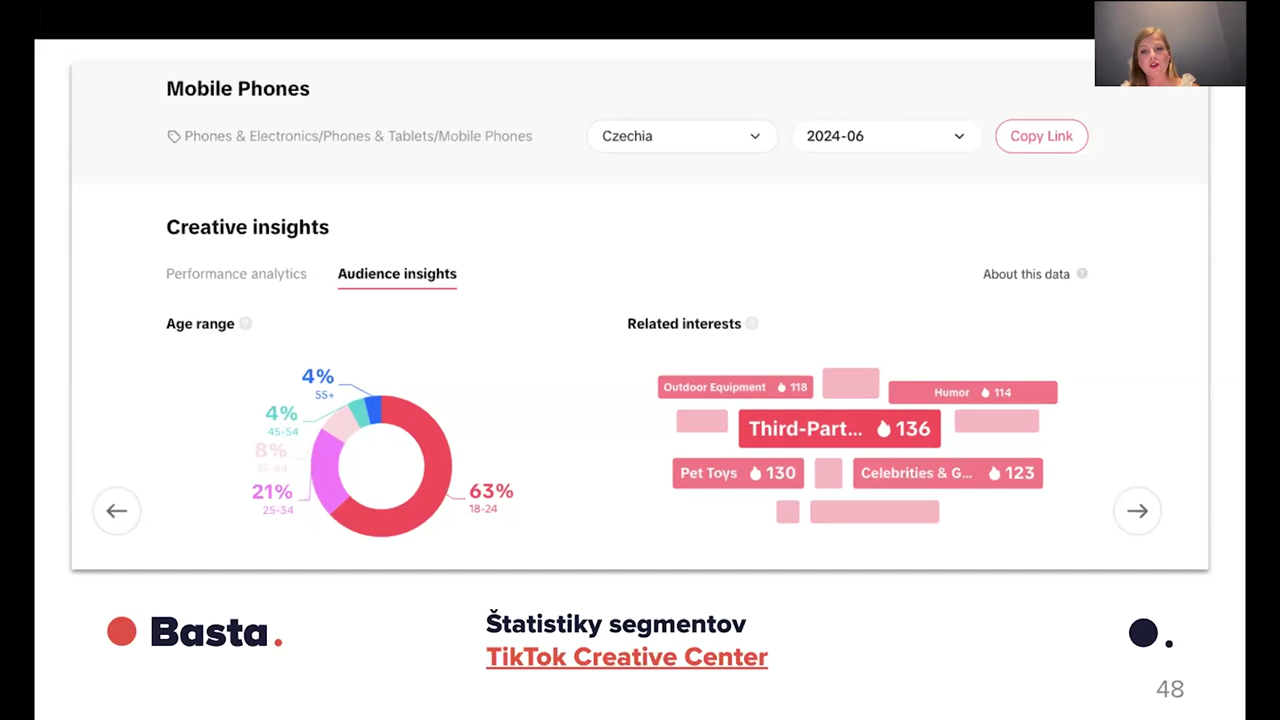 Mobile Phones
Phones & Electronics/Phones & Tablets/Mobile Phones
Czechia
2024-06
Copy Link
Creative insights
Performance analytics
Audience insights
About this data
Age range
Related interests
4%
55+
4%
45-54
8%
35-44
21%
25-34
63%
18-24
Outdoor Equipment 118
Humor 114
Third-Part... 136
Pet Toys 130
Celebrities & G... 123
Basta.
Štatistiky segmentov
TikTok Creative Center
48